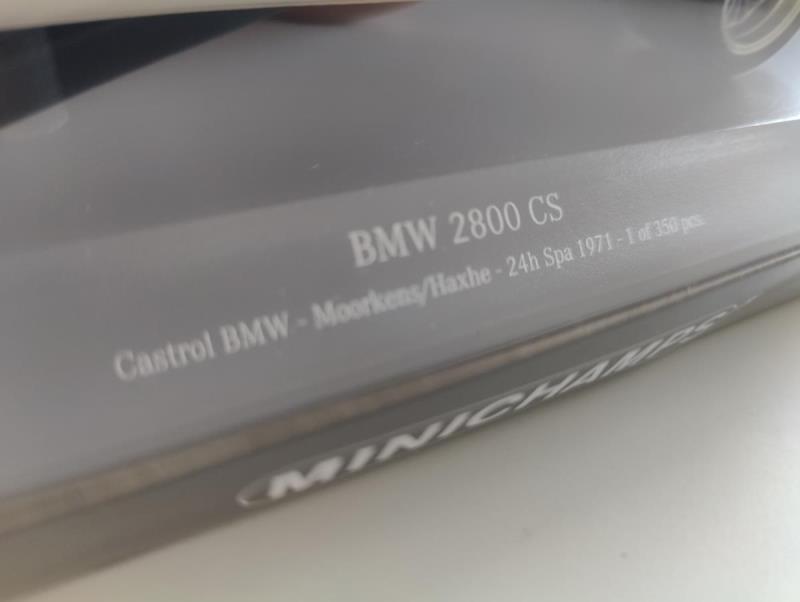 BMW 2800 CS
Castrol BMW - Moorkens/Haxhe - 24h Spa 1971 - 1 of 350 pcs.
MINICHAMPS